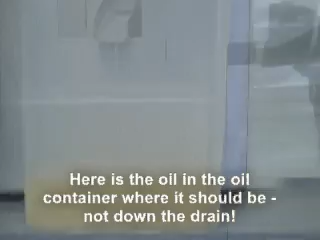 Here is the oil in the oil
container where it should be -
not down the drain!